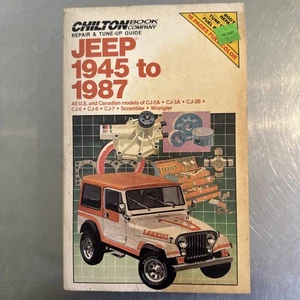 CHILTON BOOK COMPANY
REPAIR & TUNE-UP GUIDE
JEEP
1945 to
1987
All U.S. and Canadian models of CJ-2A • CJ-3A • CJ-3B •
CJ-5 • CJ-6 • CJ-7 • Scrambler • Wrangler
LAREDO